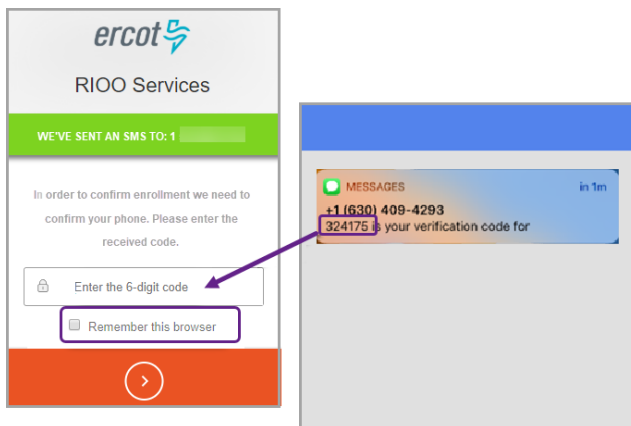 ercot
RIOO Services
WE'VE SENT AN SMS TO: 1
In order to confirm enrollment we need to
confirm your phone. Please enter the
received code.
Enter the 6-digit code
Remember this browser
MESSAGES
in 1m
+1 (630) 409-4293
324175 is your verification code for